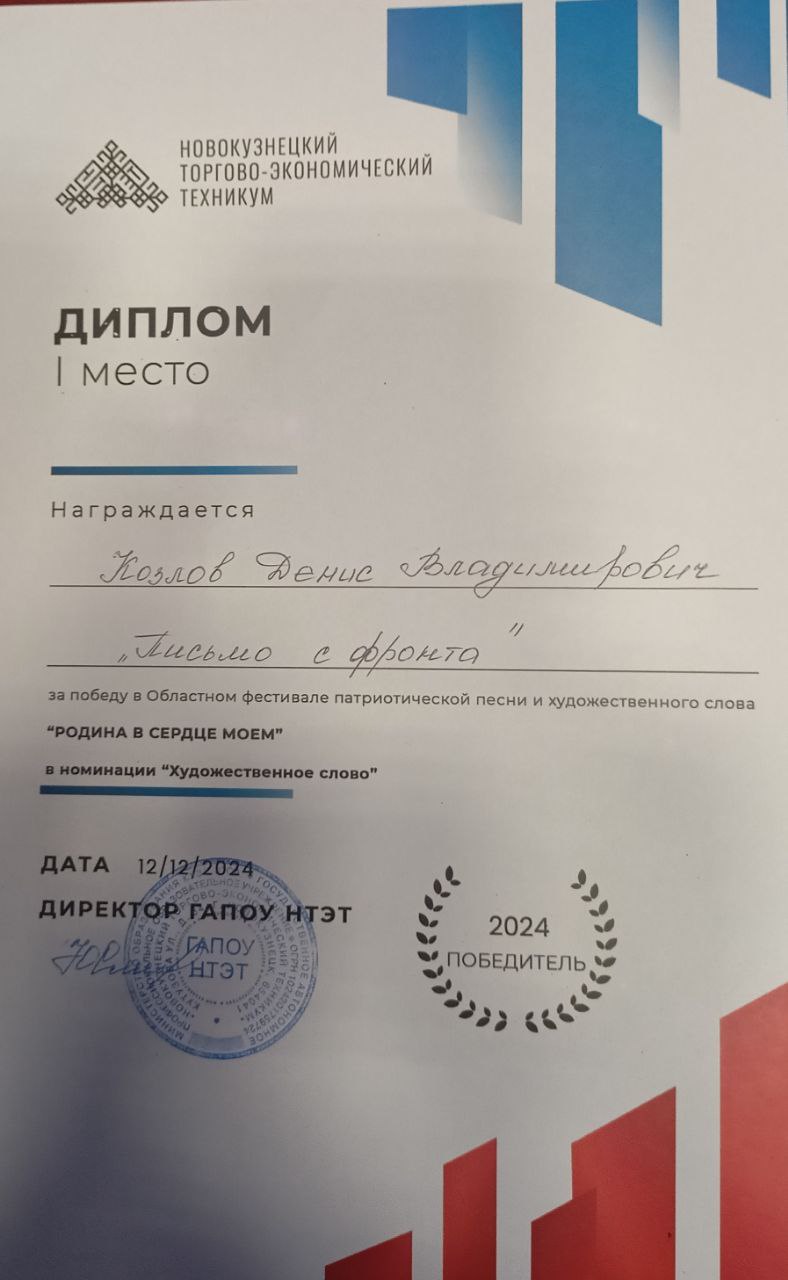 НОВОКУЗНЕЦКИЙ
ТОРГОВО-ЭКОНОМИЧЕСКИЙ
ТЕХНИКУМ
ДИПЛОМ
I место
Награждается
Козлов Денис Владимирович
„Письмо с фронта"
за победу в Областном фестивале патриотической песни и художественного слова
“РОДИНА В СЕРДЦЕ МОЕМ”
в номинации “Художественное слово”
ДАТА 12/12/2024
ДИРЕКТОР ГАПОУ НТЭТ
ГАПОУ
НТЭТ
2024
ПОБЕДИТЕЛЬ